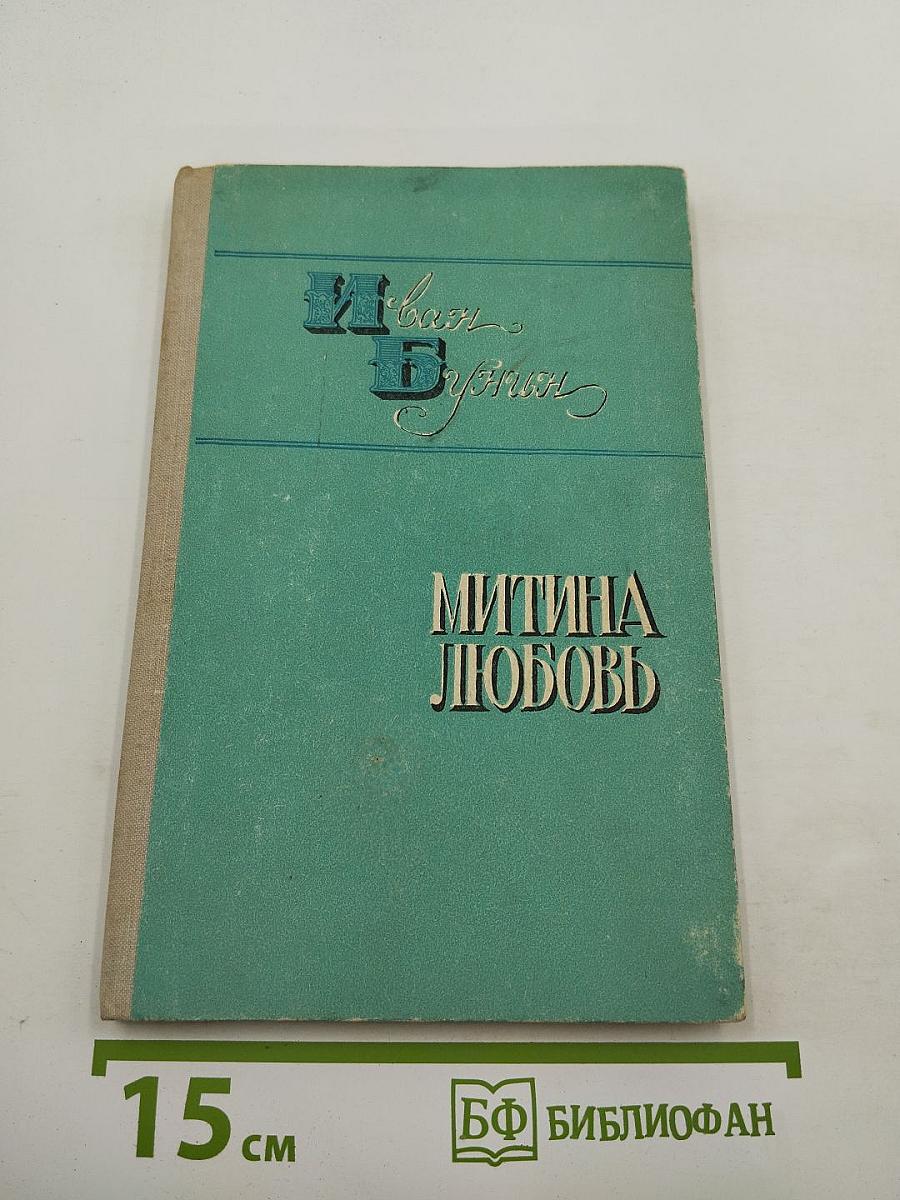 Иван
Бунин
МИТИНА
ЛЮБОВЬ
15 см
БФ БИБЛИОФАН